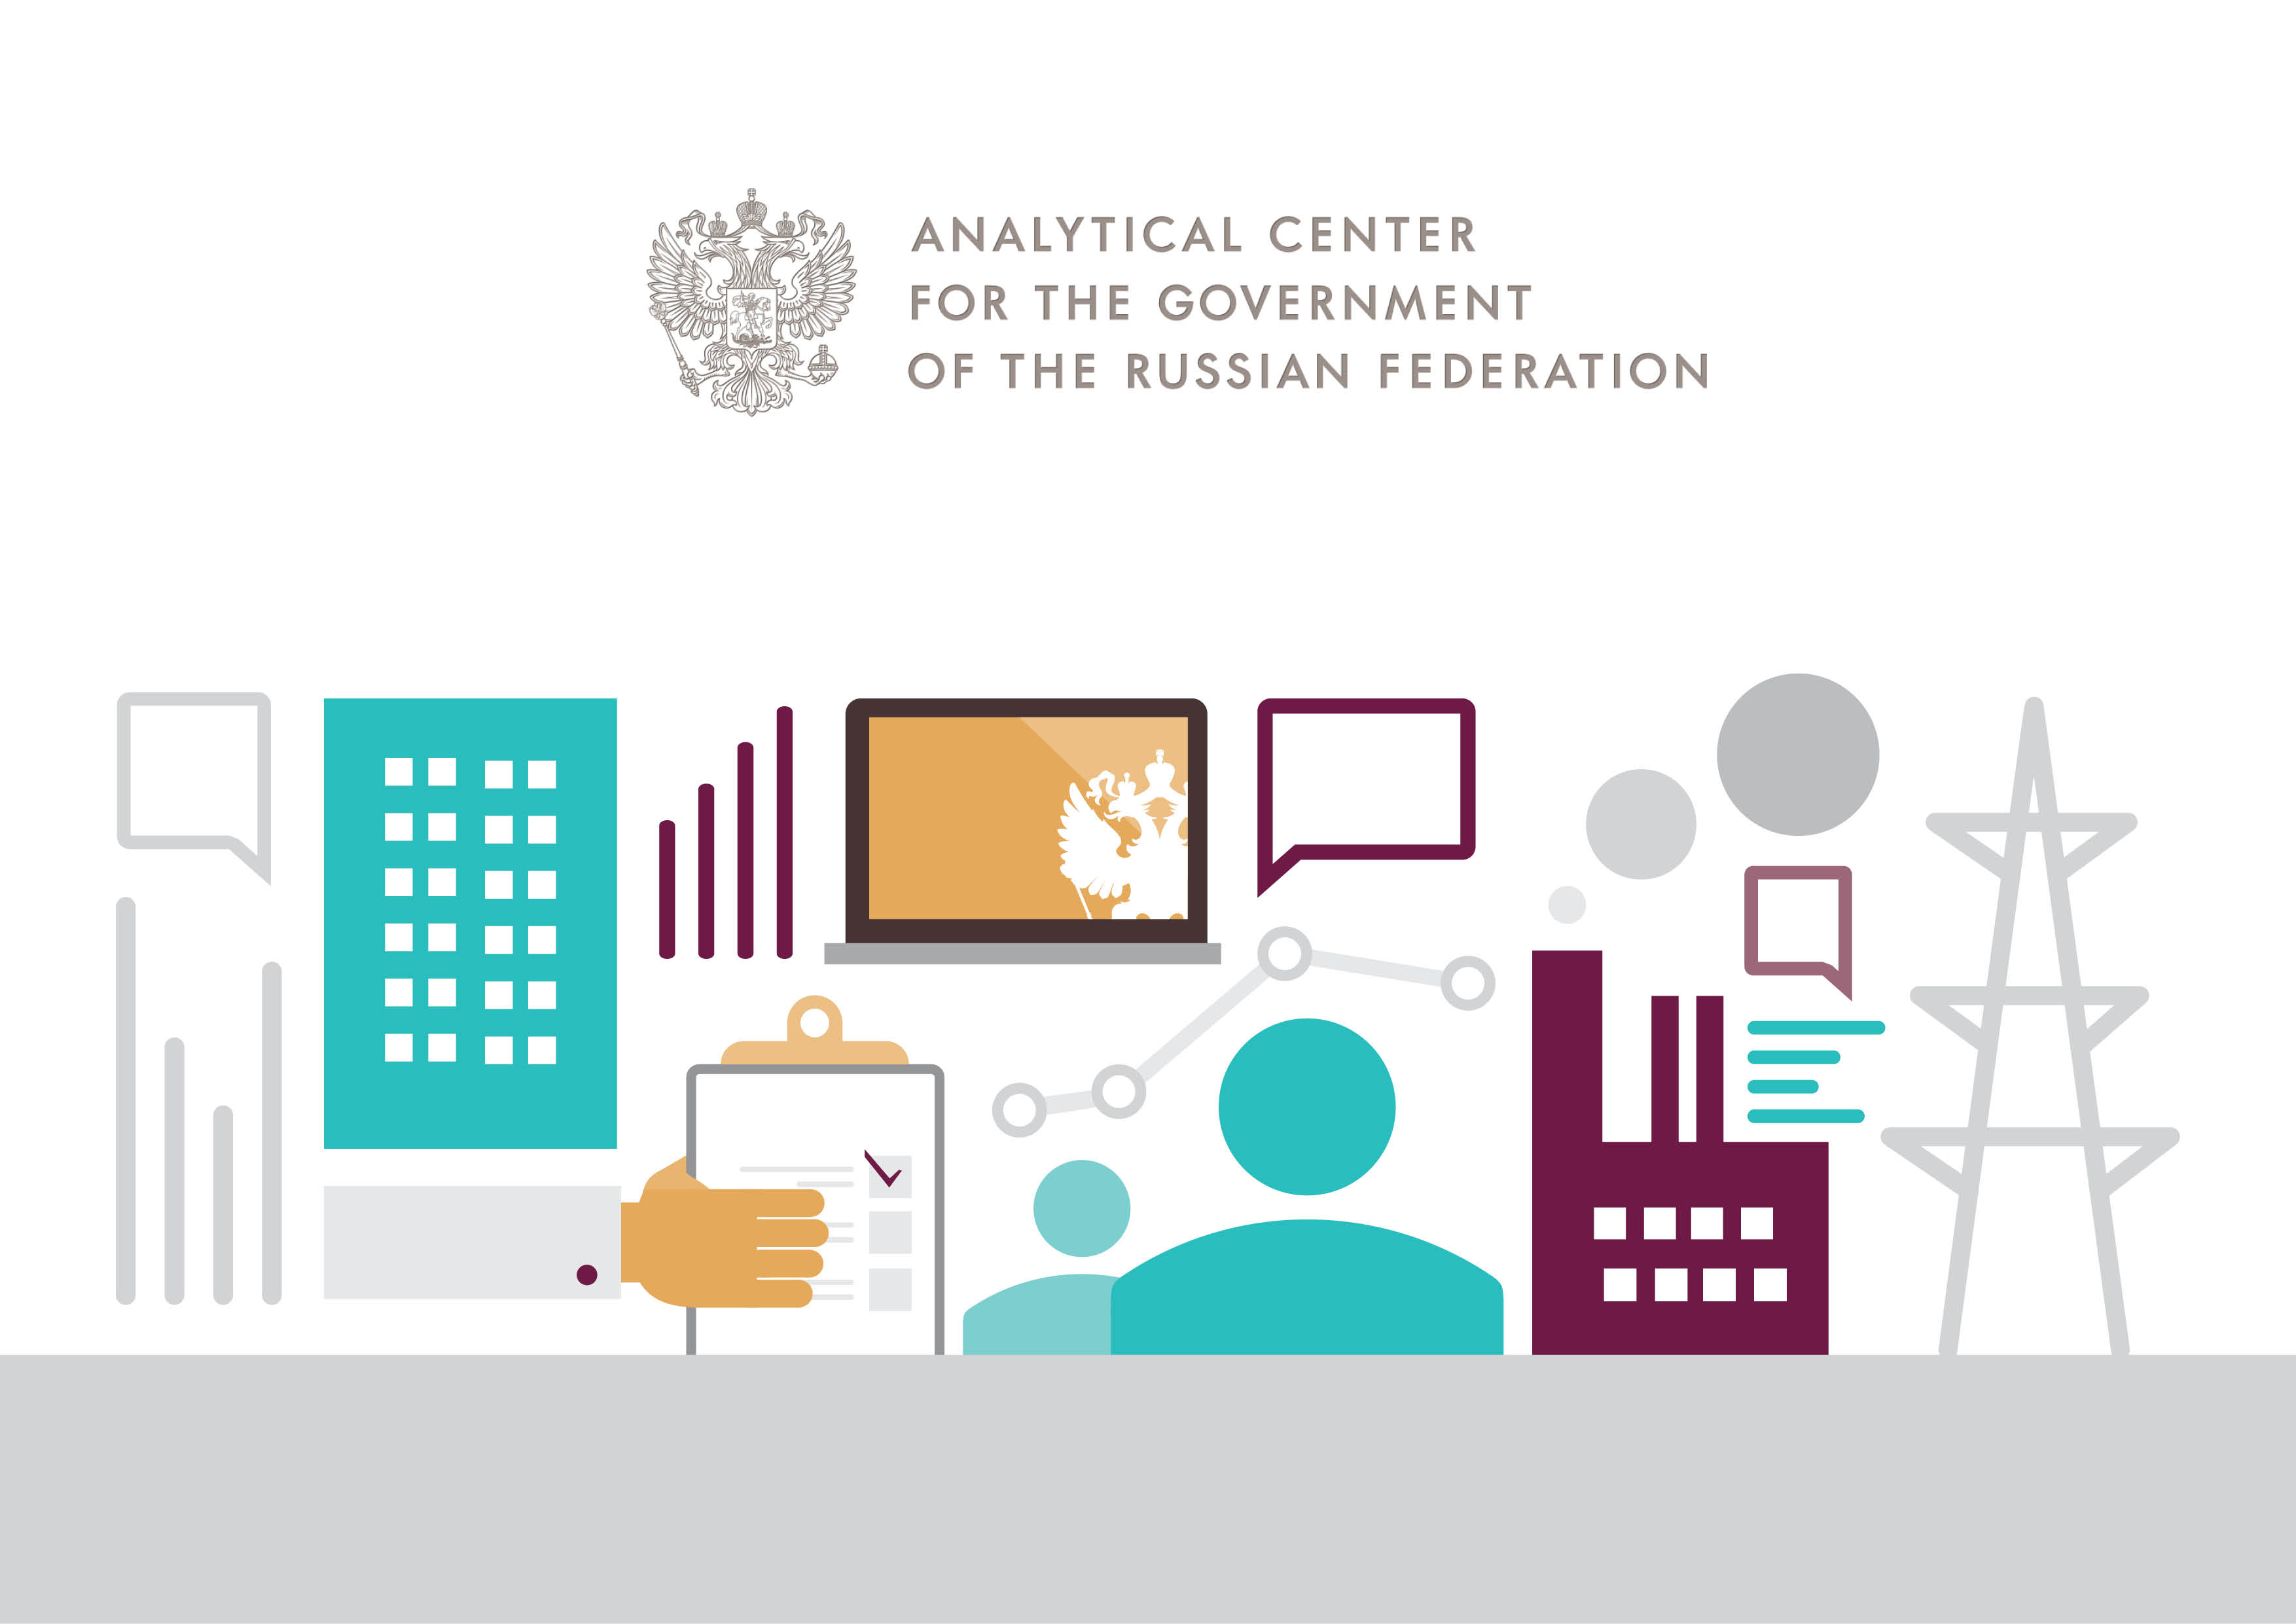 ANALYTICAL CENTER
FOR THE GOVERNMENT
OF THE RUSSIAN FEDERATION